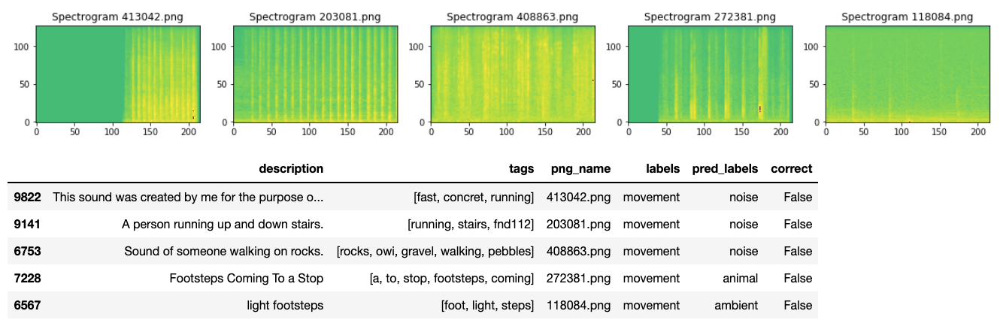 Spectrogram 413042.png Spectrogram 203081.png Spectrogram 408863.png Spectrogram 272381.png Spectrogram 118084.png
100 100 100 100 100
50 50 50 50 50
0 0 0 0 0
0 50 100 150 200 0 50 100 150 200 0 50 100 150 200 0 50 100 150 200 0 50 100 150 200
description tags png_name labels pred_labels correct
9822 This sound was created by me for the purpose o... [fast, concret, running] 413042.png movement noise False
9141 A person running up and down stairs. [running, stairs, fnd112] 203081.png movement noise False
6753 Sound of someone walking on rocks. [rocks, owi, gravel, walking, pebbles] 408863.png movement noise False
7228 Footsteps Coming To a Stop [a, to, stop, footsteps, coming] 272381.png movement animal False
6567 light footsteps [foot, light, steps] 118084.png movement ambient False